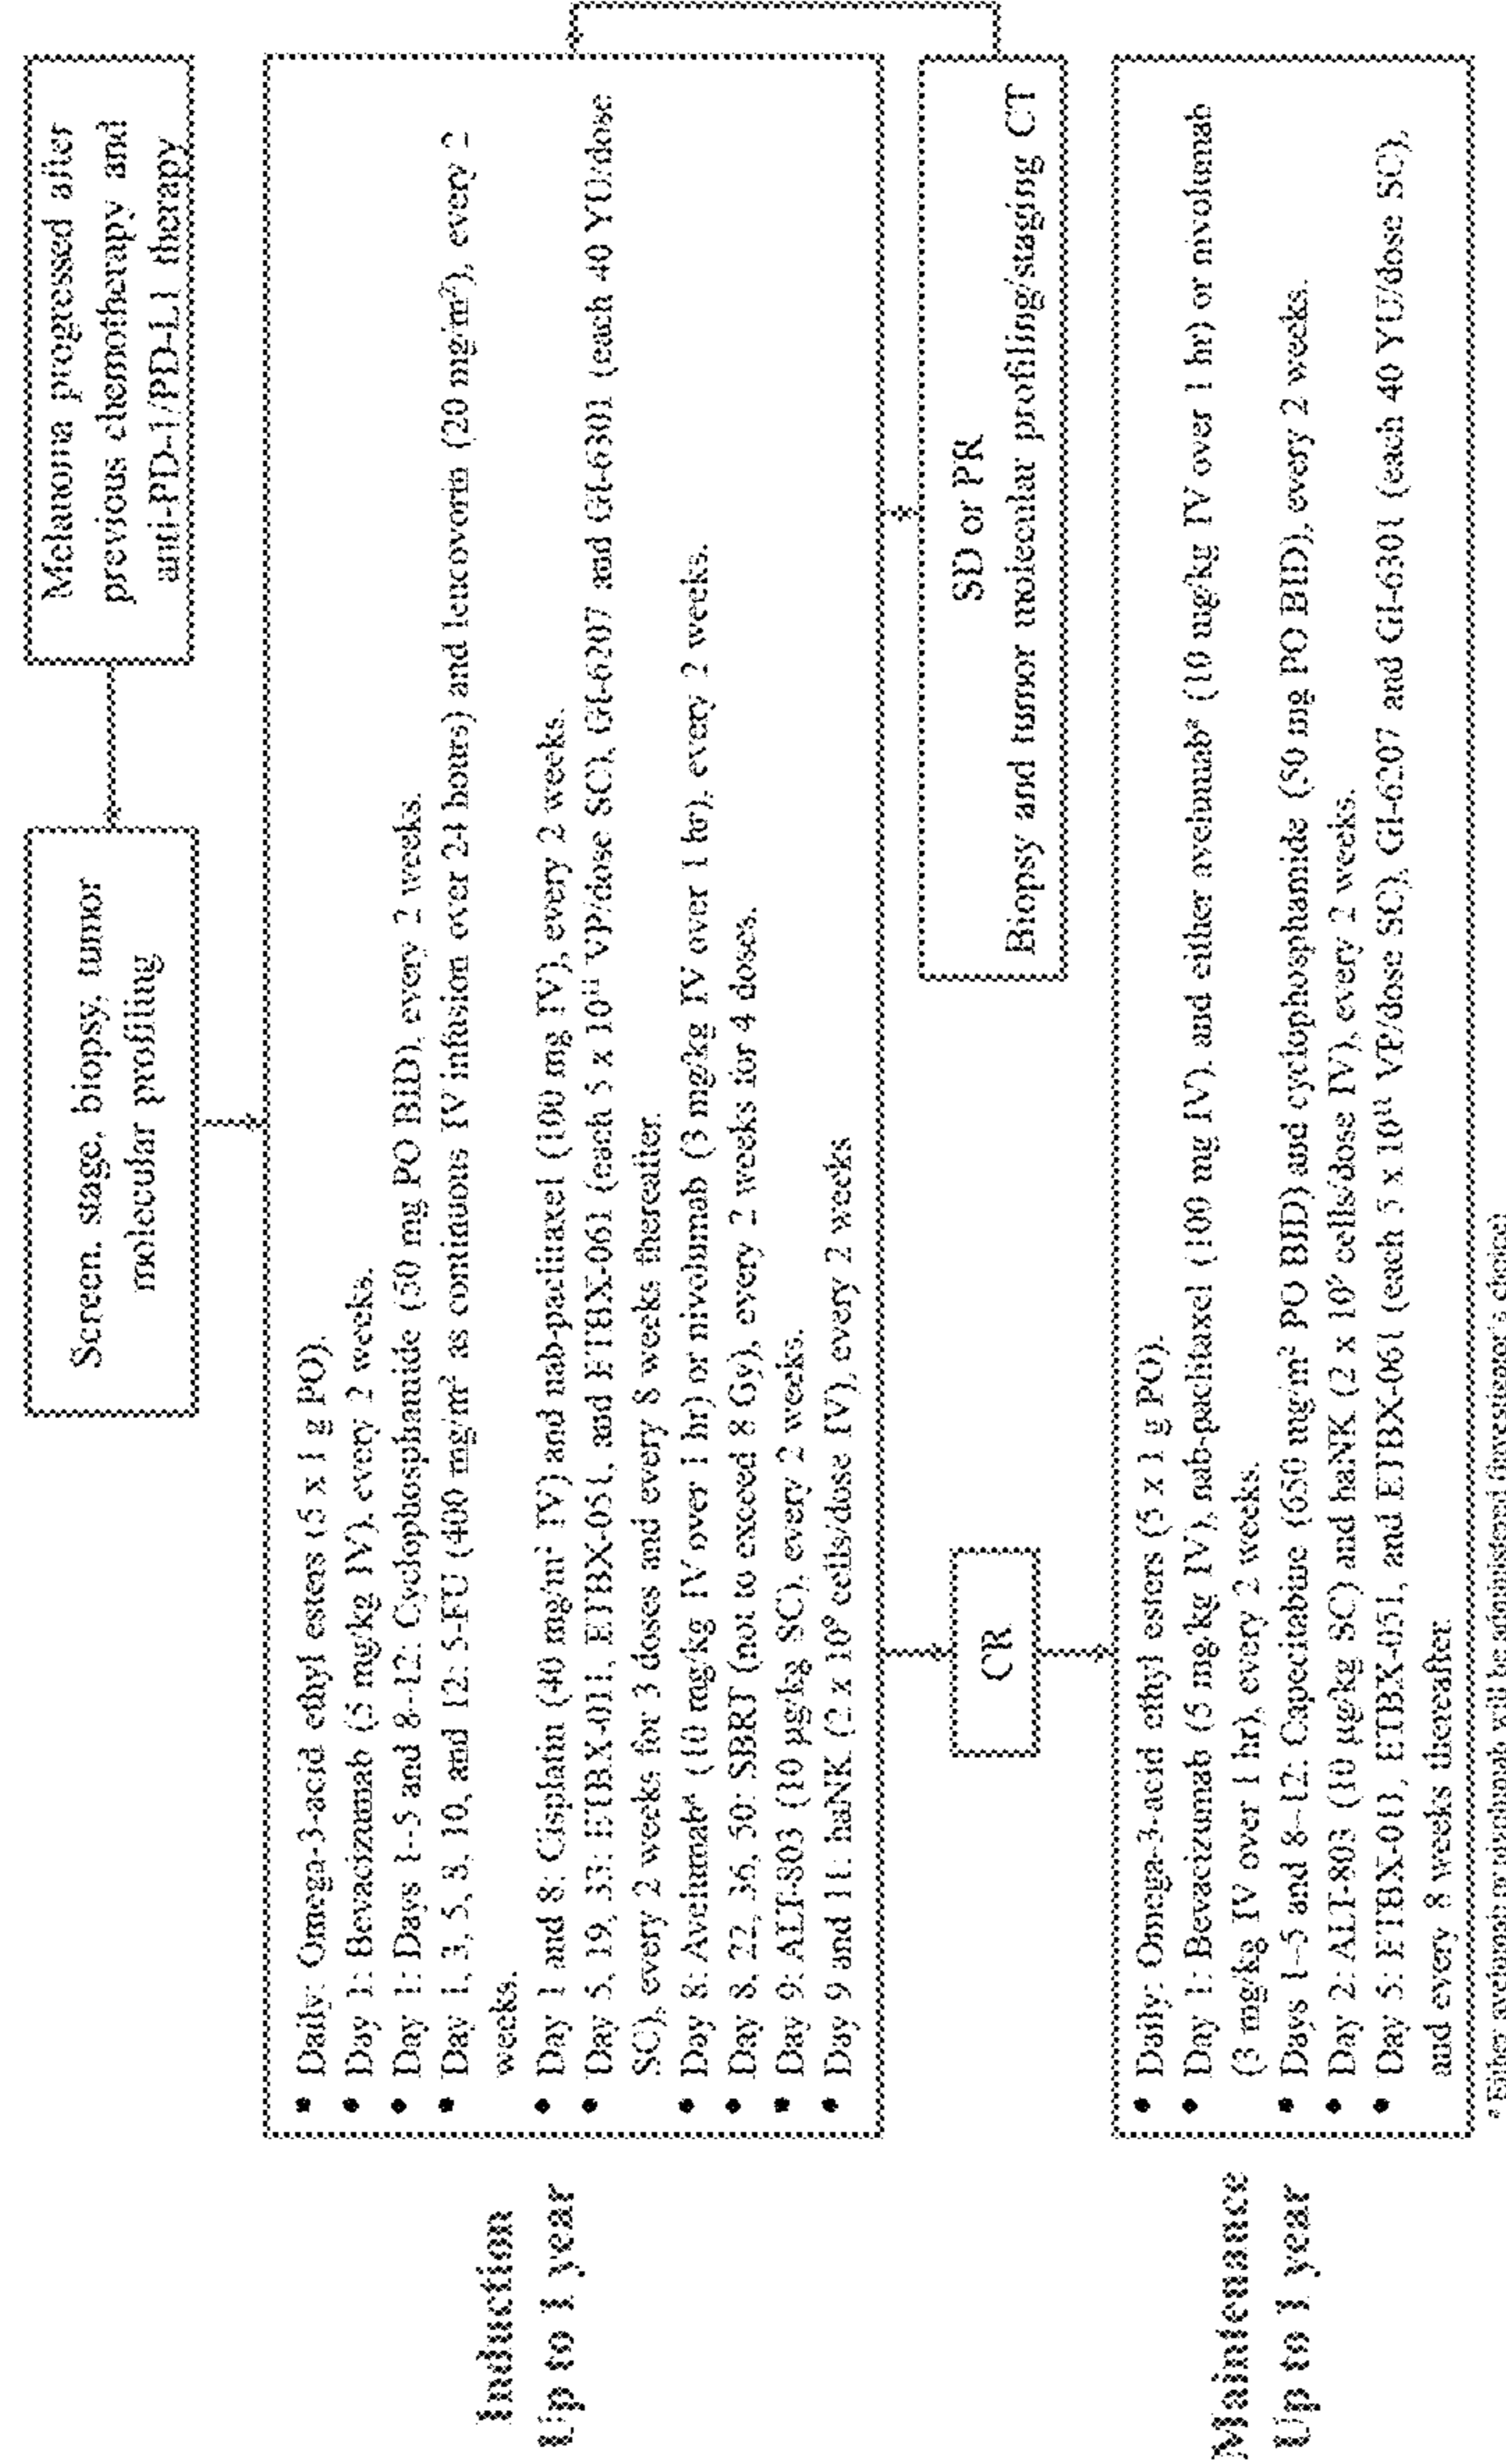 Melanoma progressed after
previous chemotherapy and
anti-PD-1/PD-L1 therapy
Screen, stage, biopsy, tumor
molecular profiling
Induction
Up to 1 year
• Daily: Omega-3-acid ethyl esters (5 x 1 g PO).
• Day 1: Bevacizumab (5 mg/kg IV), every 2 weeks.
• Day 1: Days 1-5 and 8-12: Cyclophosphamide (50 mg PO BID), every 2 weeks.
• Day 1, 3, 5, 8, 10, and 12: 5-FU (400 mg/m² as continuous IV infusion over 24 hours) and leucovorin (20 mg/m²), every 2
weeks.
• Day 1 and 8: Cisplatin (40 mg/m² IV) and nab-paclitaxel (100 mg IV), every 2 weeks.
• Day 5, 19, 33: ETBX-011, ETBX-051, and ETBX-061 (each 5 x 10¹¹ VP/dose SC), GI-6207 and GI-6301 (each 40 YU/dose
SC), every 2 weeks for 3 doses and every 8 weeks thereafter.
• Day 8: Avelumabª (10 mg/kg IV over 1 hr) or nivolumab (3 mg/kg IV over 1 hr), every 2 weeks.
• Day 8, 22, 36, 50: SBRT (not to exceed 8 Gy), every 2 weeks for 4 doses.
• Day 9: ALT-803 (10 µg/kg SC), every 2 weeks.
• Day 9 and 11: haNK (2 x 10⁹ cells/dose IV), every 2 weeks
CR
SD or PR
Biopsy and tumor molecular profiling/staging CT
Maintenance
Up to 1 year
• Daily: Omega-3-acid ethyl esters (5 x 1 g PO).
• Day 1: Bevacizumab (5 mg/kg IV), nab-paclitaxel (100 mg IV), and either avelumabª (10 mg/kg IV over 1 hr) or nivolumab
(3 mg/kg IV over 1 hr), every 2 weeks.
• Days 1-5 and 8-12: Capecitabine (650 mg/m² PO BID) and cyclophosphamide (50 mg PO BID), every 2 weeks.
• Day 2: ALT-803 (10 µg/kg SC) and haNK (2 x 10⁹ cells/dose IV), every 2 weeks.
• Day 5: ETBX-011, ETBX-051, and ETBX-061 (each 5 x 10¹¹ VP/dose SC), GI-6207 and GI-6301 (each 40 YU/dose SC),
and every 8 weeks thereafter.
ª Either avelumab or nivolumab will be administered (investigator's choice)